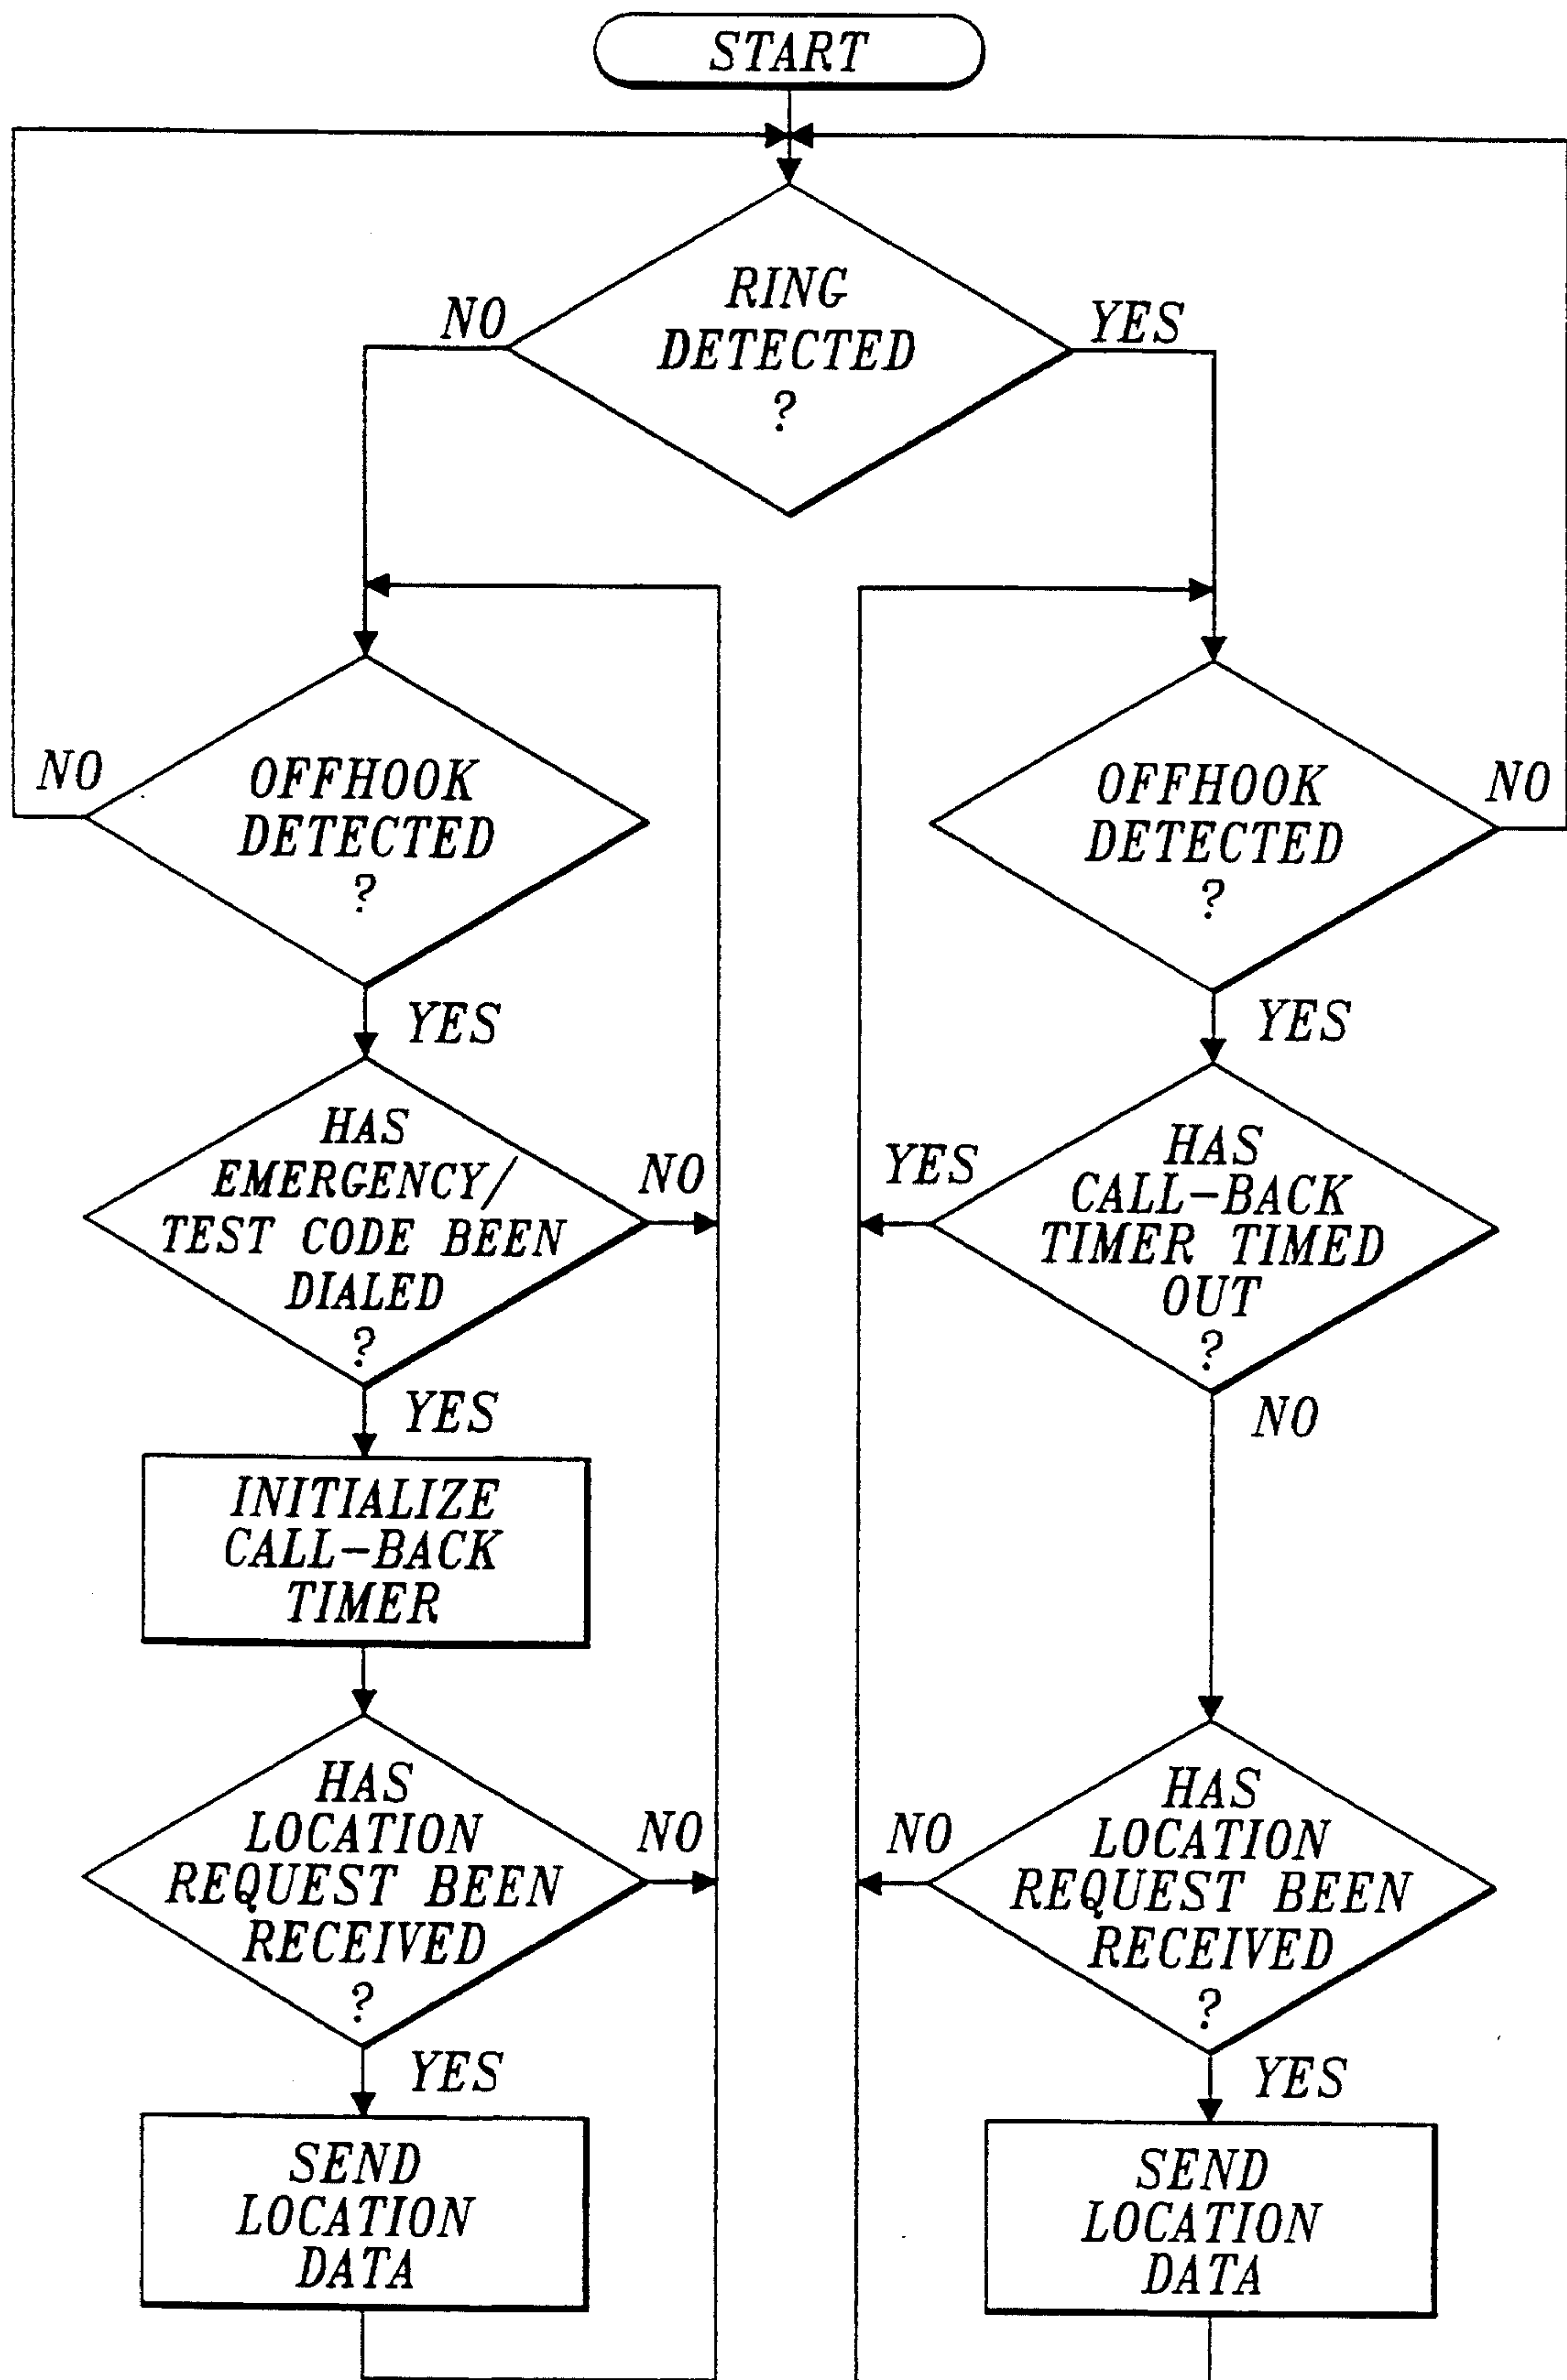 START
RING
DETECTED
?
NO
YES
OFFHOOK
DETECTED
?
NO
YES
HAS
EMERGENCY/
TEST CODE BEEN
DIALED
?
NO
YES
INITIALIZE
CALL-BACK
TIMER
HAS
LOCATION
REQUEST BEEN
RECEIVED
?
NO
YES
SEND
LOCATION
DATA
OFFHOOK
DETECTED
?
NO
YES
HAS
CALL-BACK
TIMER TIMED
OUT
?
YES
NO
HAS
LOCATION
REQUEST BEEN
RECEIVED
?
NO
YES
SEND
LOCATION
DATA